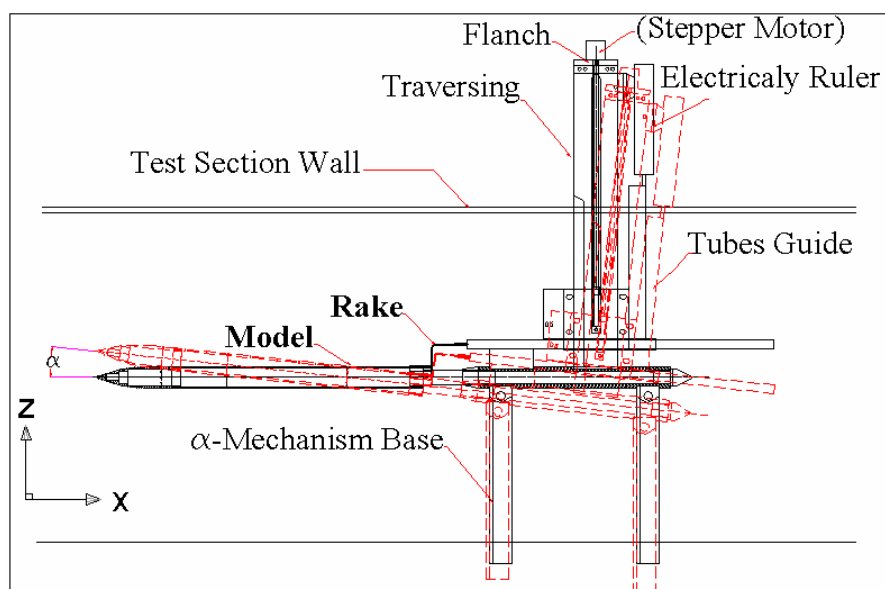 (Stepper Motor)
Flanch
Electricaly Ruler
Traversing
Test Section Wall
Tubes Guide
Rake
Model
α
Z
α-Mechanism Base
X